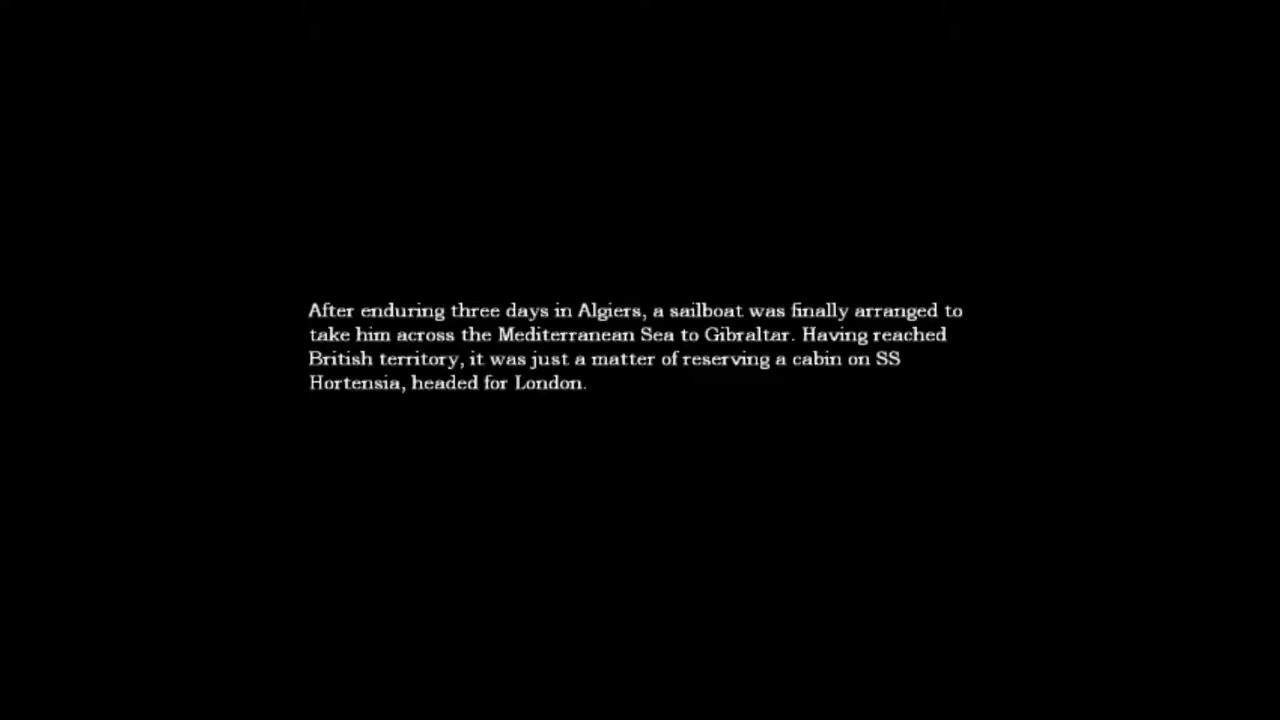 After enduring three days in Algiers, a sailboat was finally arranged to
take him across the Mediterranean Sea to Gibraltar. Having reached
British territory, it was just a matter of reserving a cabin on SS
Hortensia, headed for London.